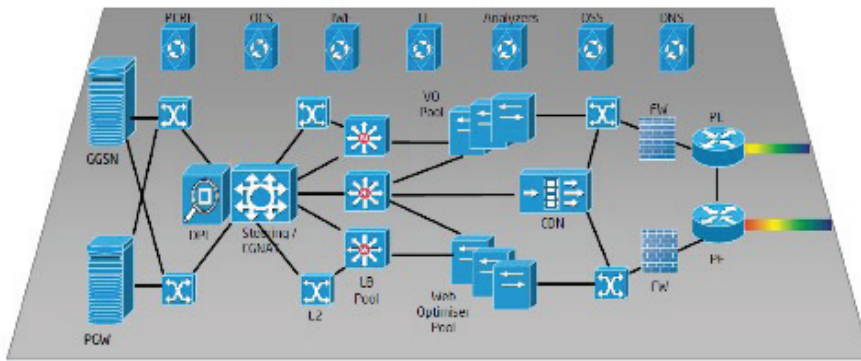 PCRF OCS IWF LI Analyzers OSS DNS
VO
Pool
FW
PE
GGSN
DPI
Steering /
CGNAT
CDN
LB
Pool
L2
Web
Optimiser
Pool
FW
PE
PGW